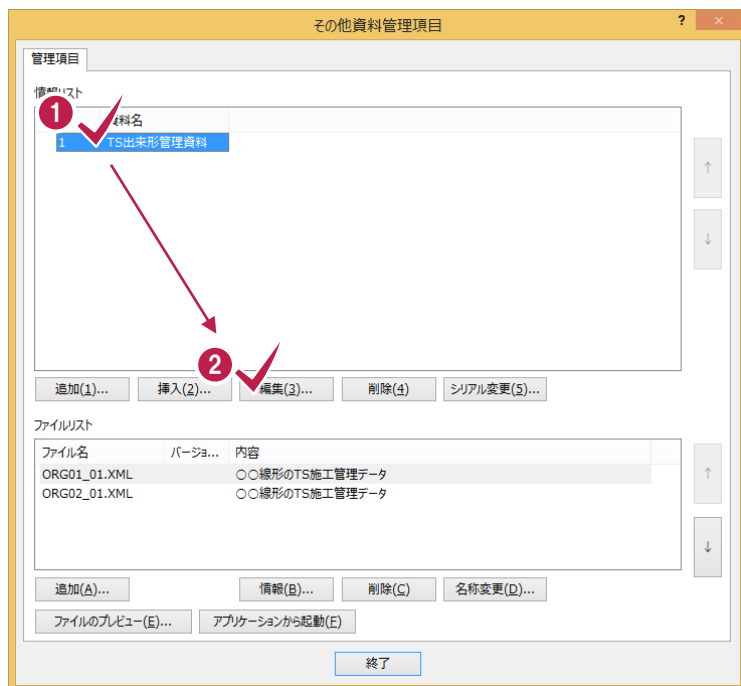 その他資料管理項目
? ×
管理項目
情報リスト
1
資料名
1 TS出来形管理資料
↑
↓
2
追加(1)... 挿入(2)... 編集(3)... 削除(4) シリアル変更(5)...
ファイルリスト
ファイル名 バージョ... 内容
ORG01_01.XML ○○線形のTS施工管理データ
ORG02_01.XML ○○線形のTS施工管理データ
↑
↓
追加(A)... 情報(B)... 削除(C) 名称変更(D)...
ファイルのプレビュー(E)... アプリケーションから起動(F)
終了